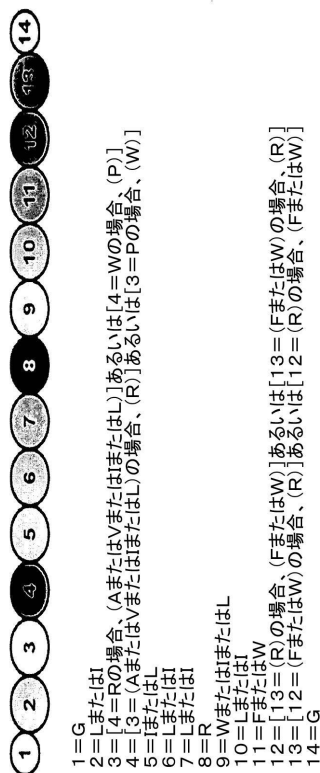 1 2 3 4 5 6 7 8 9 10 11 12 13 14
1=G
2=LまたはI
3=[4=Rの場合、(AまたはVまたはIまたはL)]あるいは[4=Wの場合、(P)]
4=[3=(AまたはVまたはIまたはL)の場合、(R)]あるいは[3=Pの場合、(W)]
5=IまたはL
6=LまたはI
7=LまたはI
8=R
9=WまたはIまたはL
10=LまたはI
11=FまたはW
12=[13=(R)の場合、(FまたはW)]あるいは[13=(FまたはW)の場合、(R)]
13=[12=(FまたはW)の場合、(R)]あるいは[12=(R)の場合、(FまたはW)]
14=G